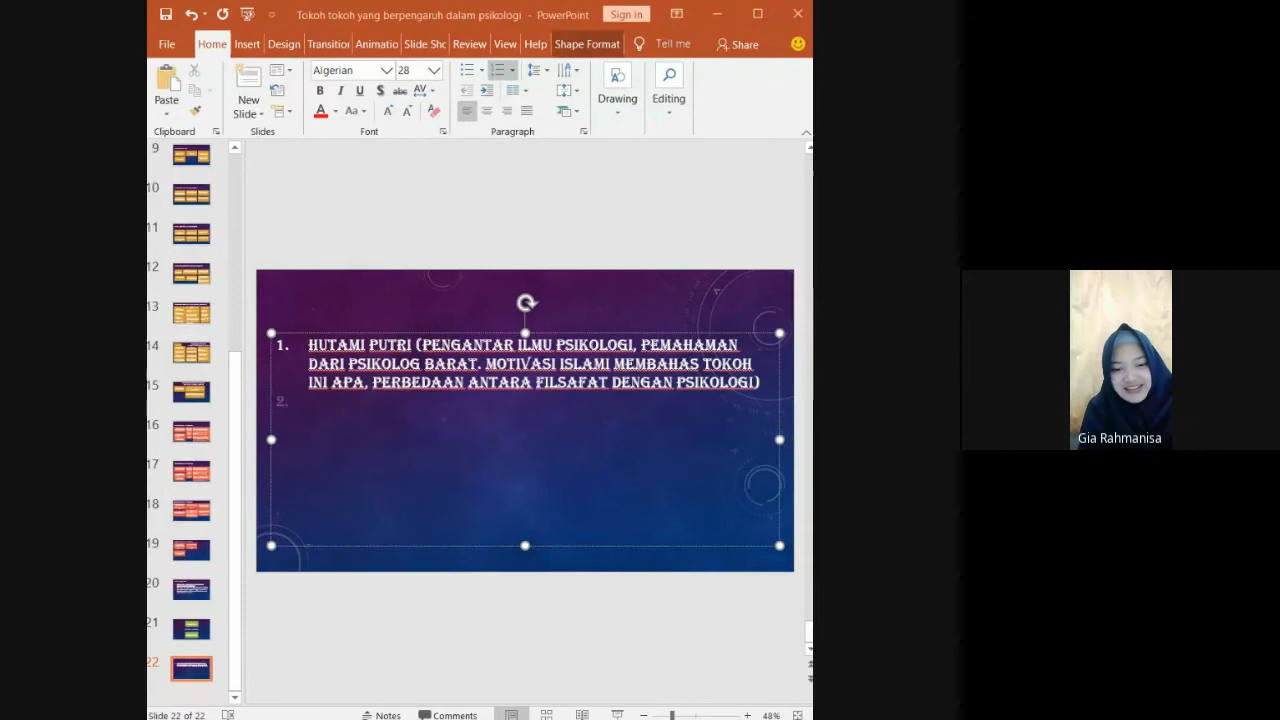 Tokoh tokoh yang berpengaruh dalam psikologi - PowerPoint
Sign in
File
Home
Insert
Design
Transition
Animatio
Slide Sho
Review
View
Help
Shape Format
Tell me
Share
Paste
Clipboard
New
Slide
Slides
Algerian
28
B I U S abc AV
A Aa A A
Font
Paragraph
Drawing
Editing
9
10
11
12
13
14
15
16
17
18
19
20
21
22
1. HUTAMI PUTRI (PENGANTAR ILMU PSIKOLOGI, PEMAHAMAN
DARI PSIKOLOG BARAT. MOTIVASI ISLAMI MEMBAHAS TOKOH
INI APA, PERBEDAAN ANTARA FILSAFAT DENGAN PSIKOLOGI)
2.
Gia Rahmanisa
Slide 22 of 22
Notes
Comments
48%